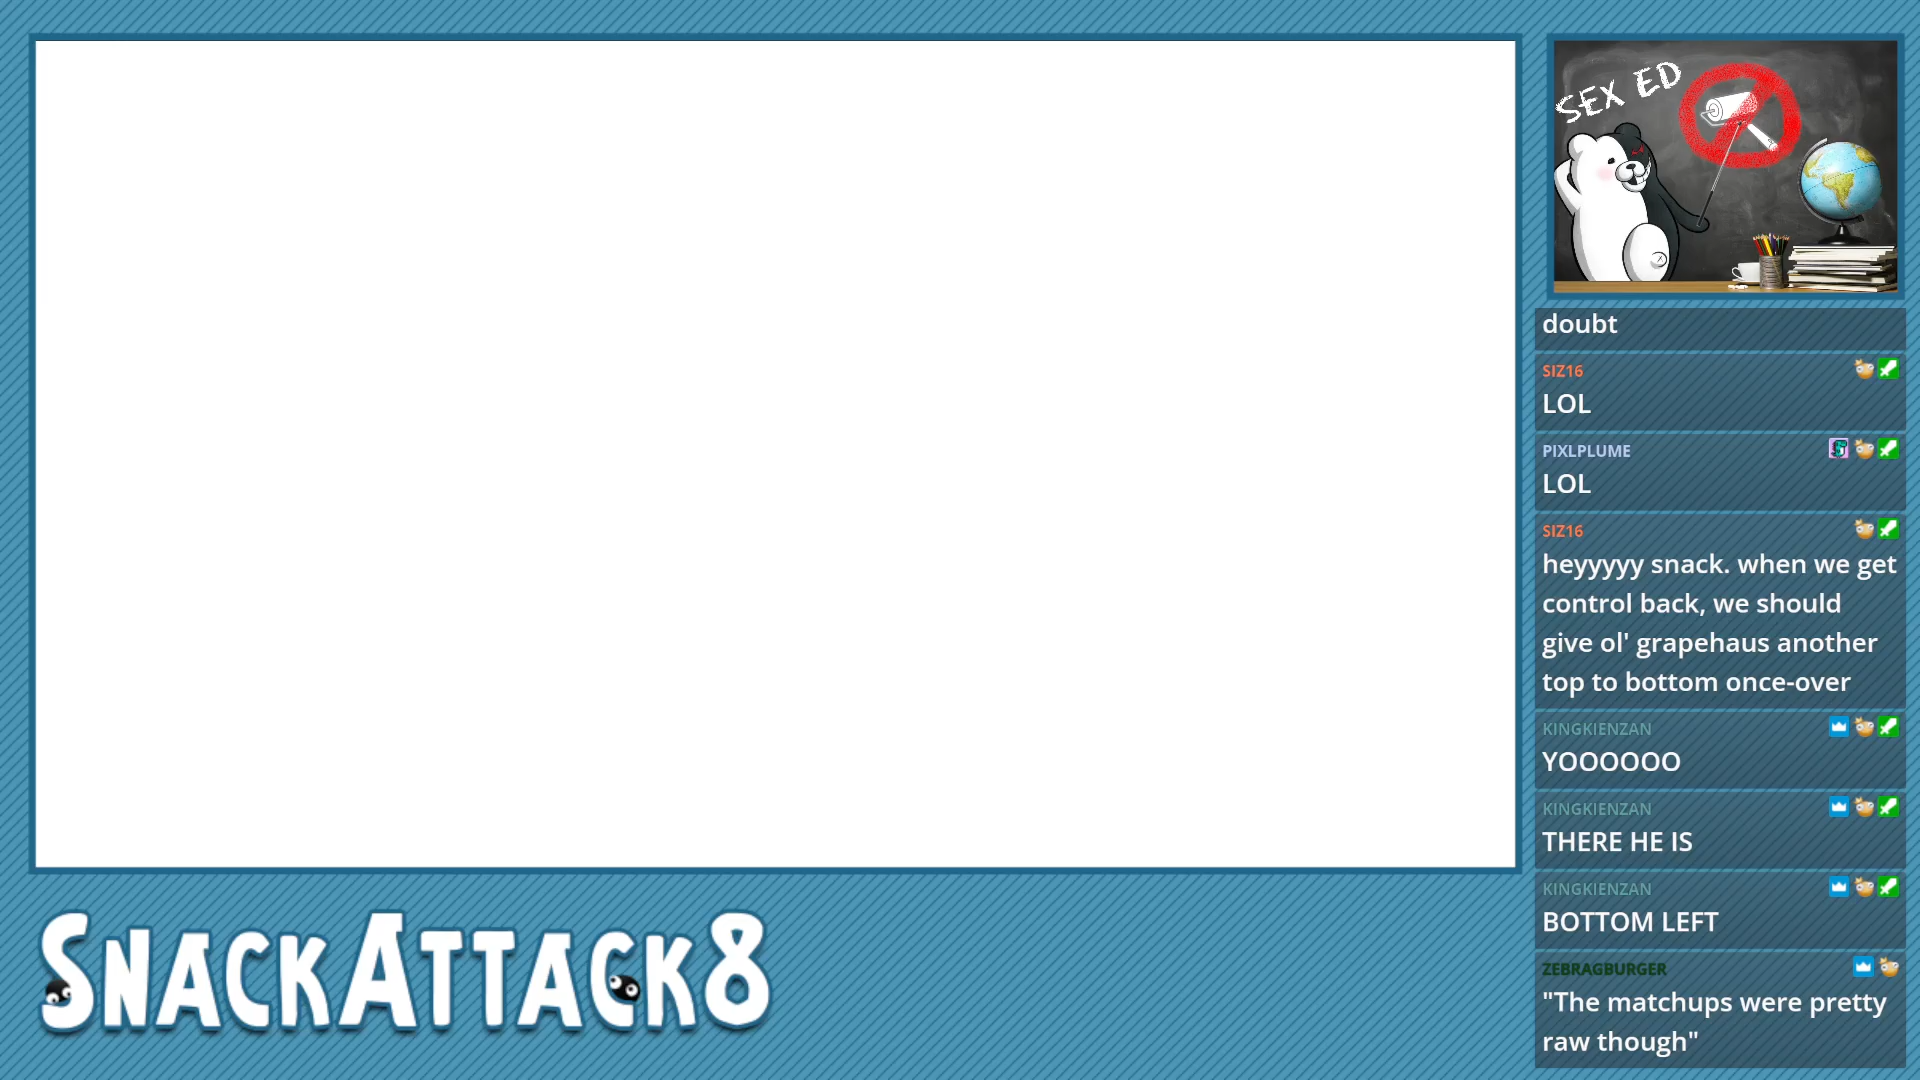 SEX ED
doubt
SIZ16
LOL
PIXLPLUME
LOL
SIZ16
heyyyyy snack. when we get
control back, we should
give ol' grapehaus another
top to bottom once-over
KINGKIENZAN
YOOOOOO
KINGKIENZAN
THERE HE IS
KINGKIENZAN
BOTTOM LEFT
ZEBRAGBURGER
"The matchups were pretty
raw though"
SNACKATTACK8